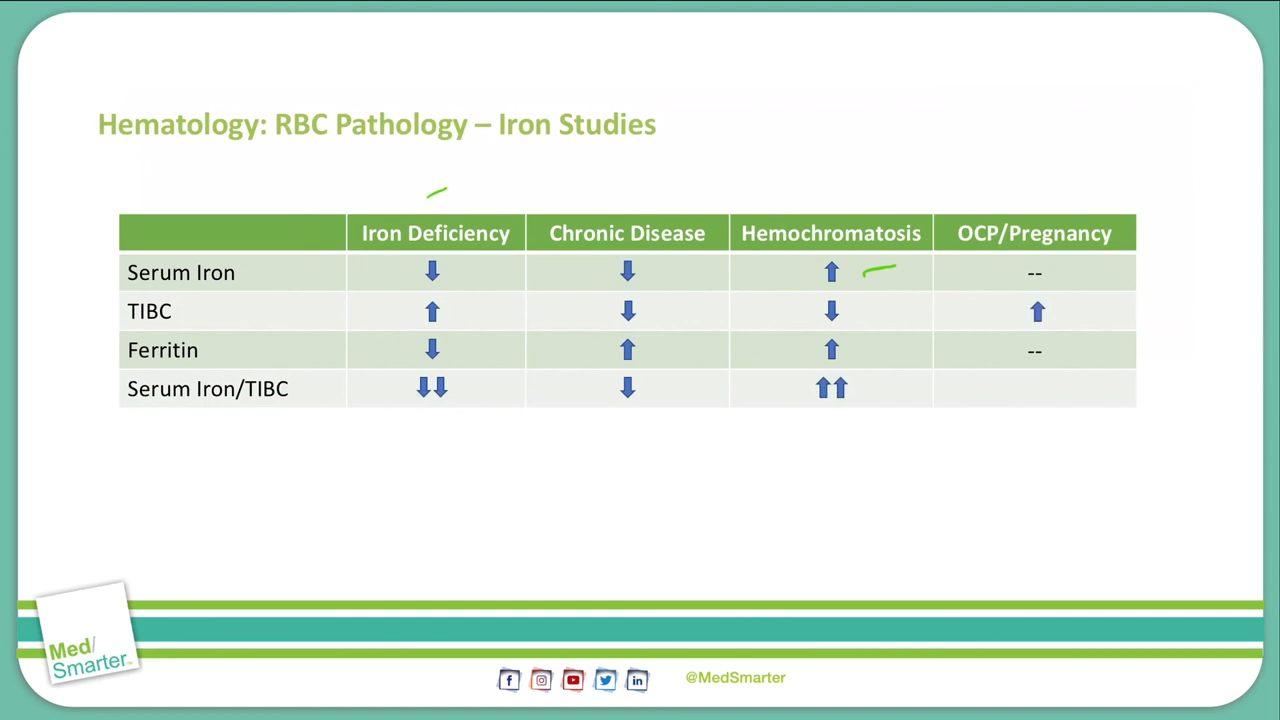 Hematology: RBC Pathology – Iron Studies
Iron Deficiency Chronic Disease Hemochromatosis OCP/Pregnancy
Serum Iron ⬇ ⬇ ⬆ --
TIBC ⬆ ⬇ ⬇ ⬆
Ferritin ⬇ ⬆ ⬆ --
Serum Iron/TIBC ⬇⬇ ⬇ ⬆⬆
Med/
Smarter™
@MedSmarter